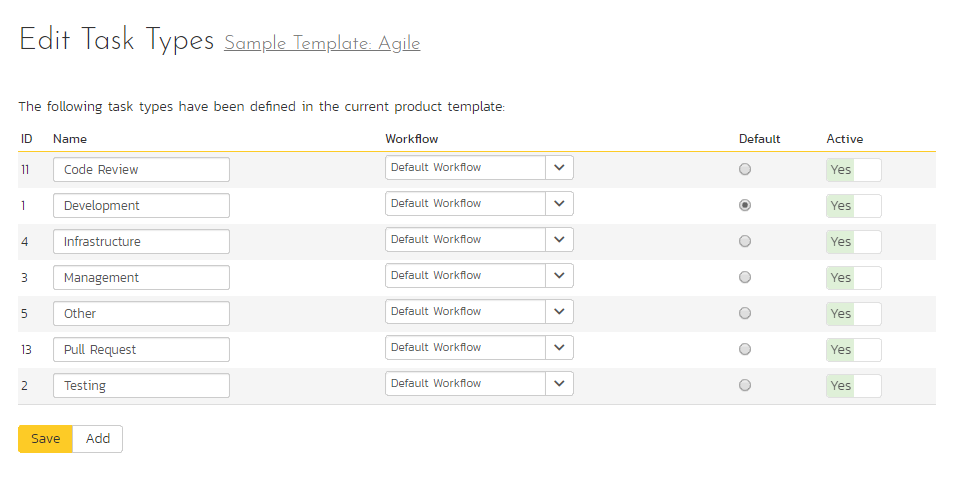 Edit Task Types Sample Template: Agile
The following task types have been defined in the current product template:
ID Name Workflow Default Active
11 Code Review Default Workflow Yes
1 Development Default Workflow Yes
4 Infrastructure Default Workflow Yes
3 Management Default Workflow Yes
5 Other Default Workflow Yes
13 Pull Request Default Workflow Yes
2 Testing Default Workflow Yes
Save Add